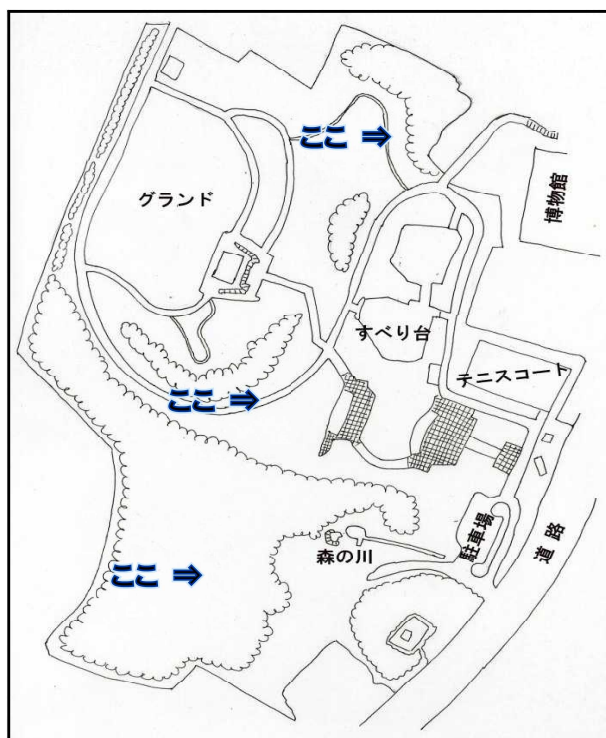 ここ ⇒
グランド
博物館
すべり台
テニスコート
ここ ⇒
駐車場
道路
森の川
ここ ⇒